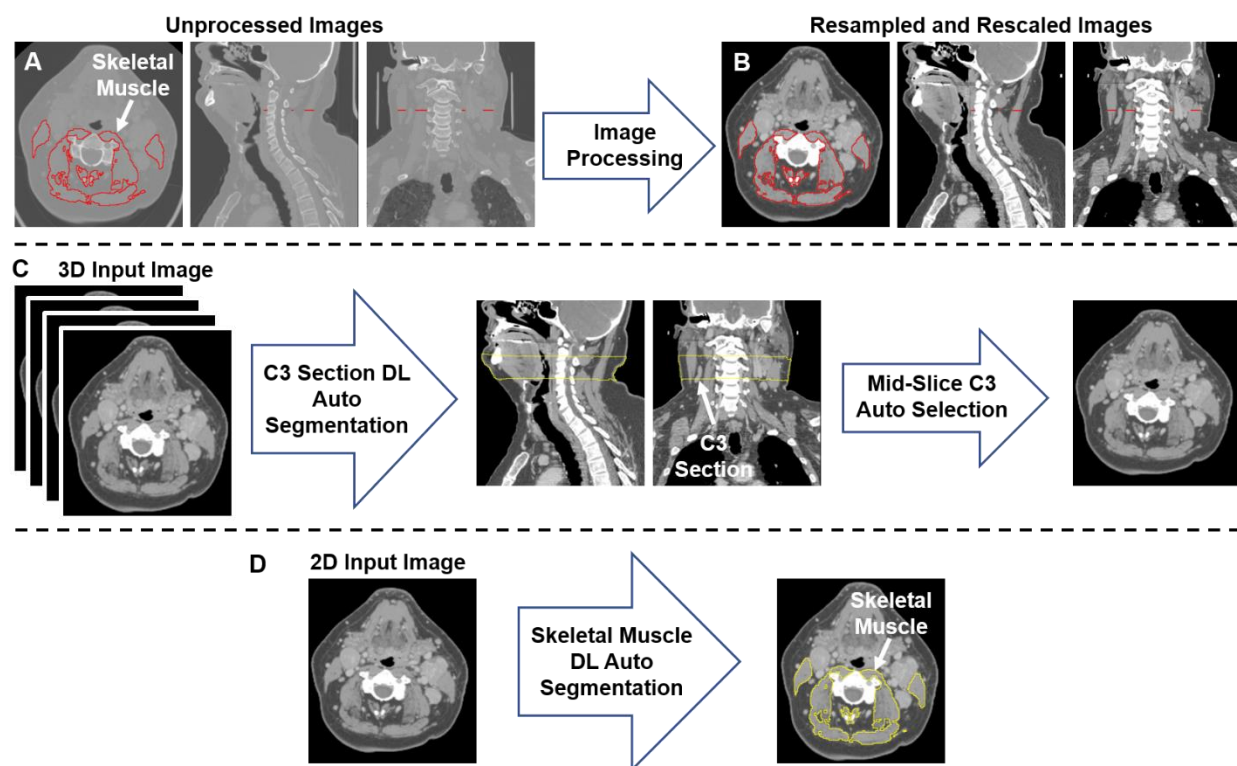 Unprocessed Images
Resampled and Rescaled Images
A
Skeletal
Muscle
Image
Processing
B
C
3D Input Image
C3 Section DL
Auto
Segmentation
C3
Section
Mid-Slice C3
Auto Selection
D
2D Input Image
Skeletal Muscle
DL Auto
Segmentation
Skeletal
Muscle